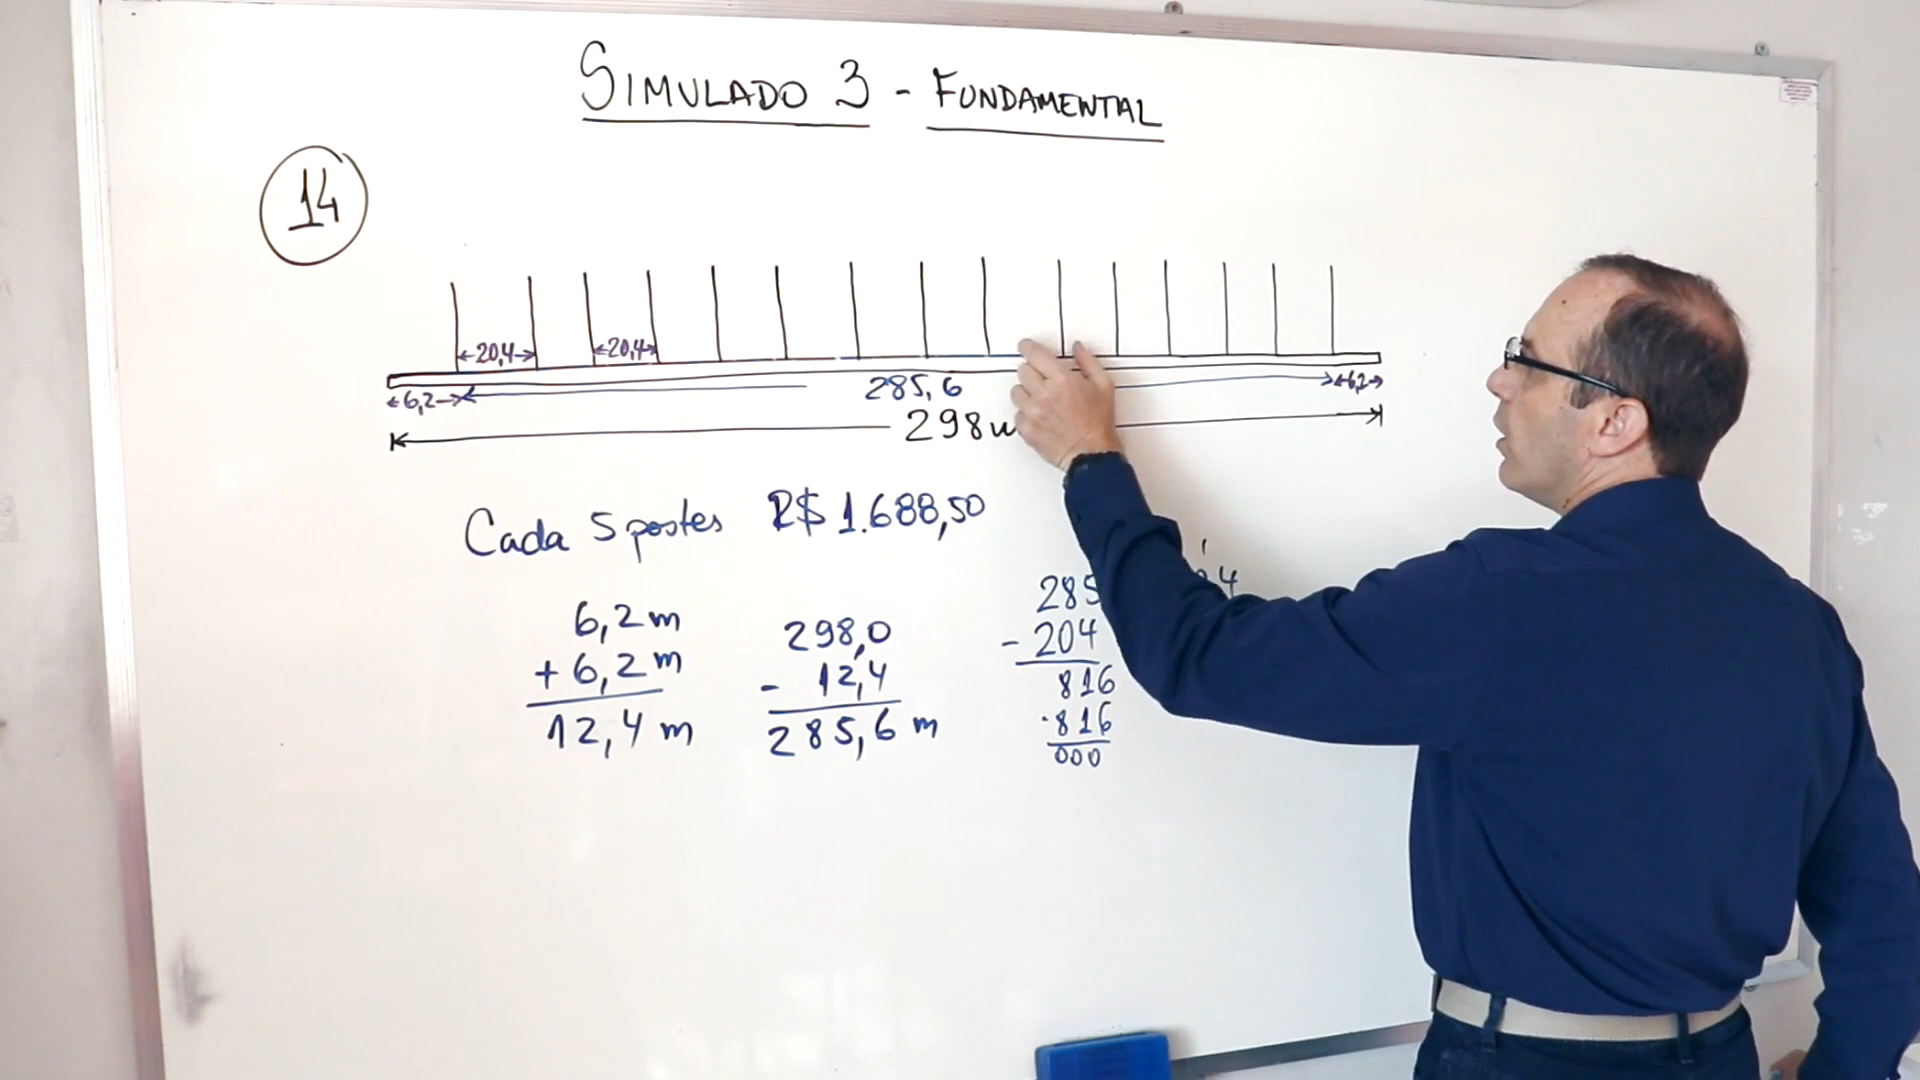 SIMULADO 3 - FUNDAMENTAL
14
20,4 20,4
6,2 285,6 6,2
298
Cada 5 postes R$ 1.688,50
6,2 m
+ 6,2 m
12,4 m
298,0
- 12,4
285,6 m
285
- 204
816
816
000
4